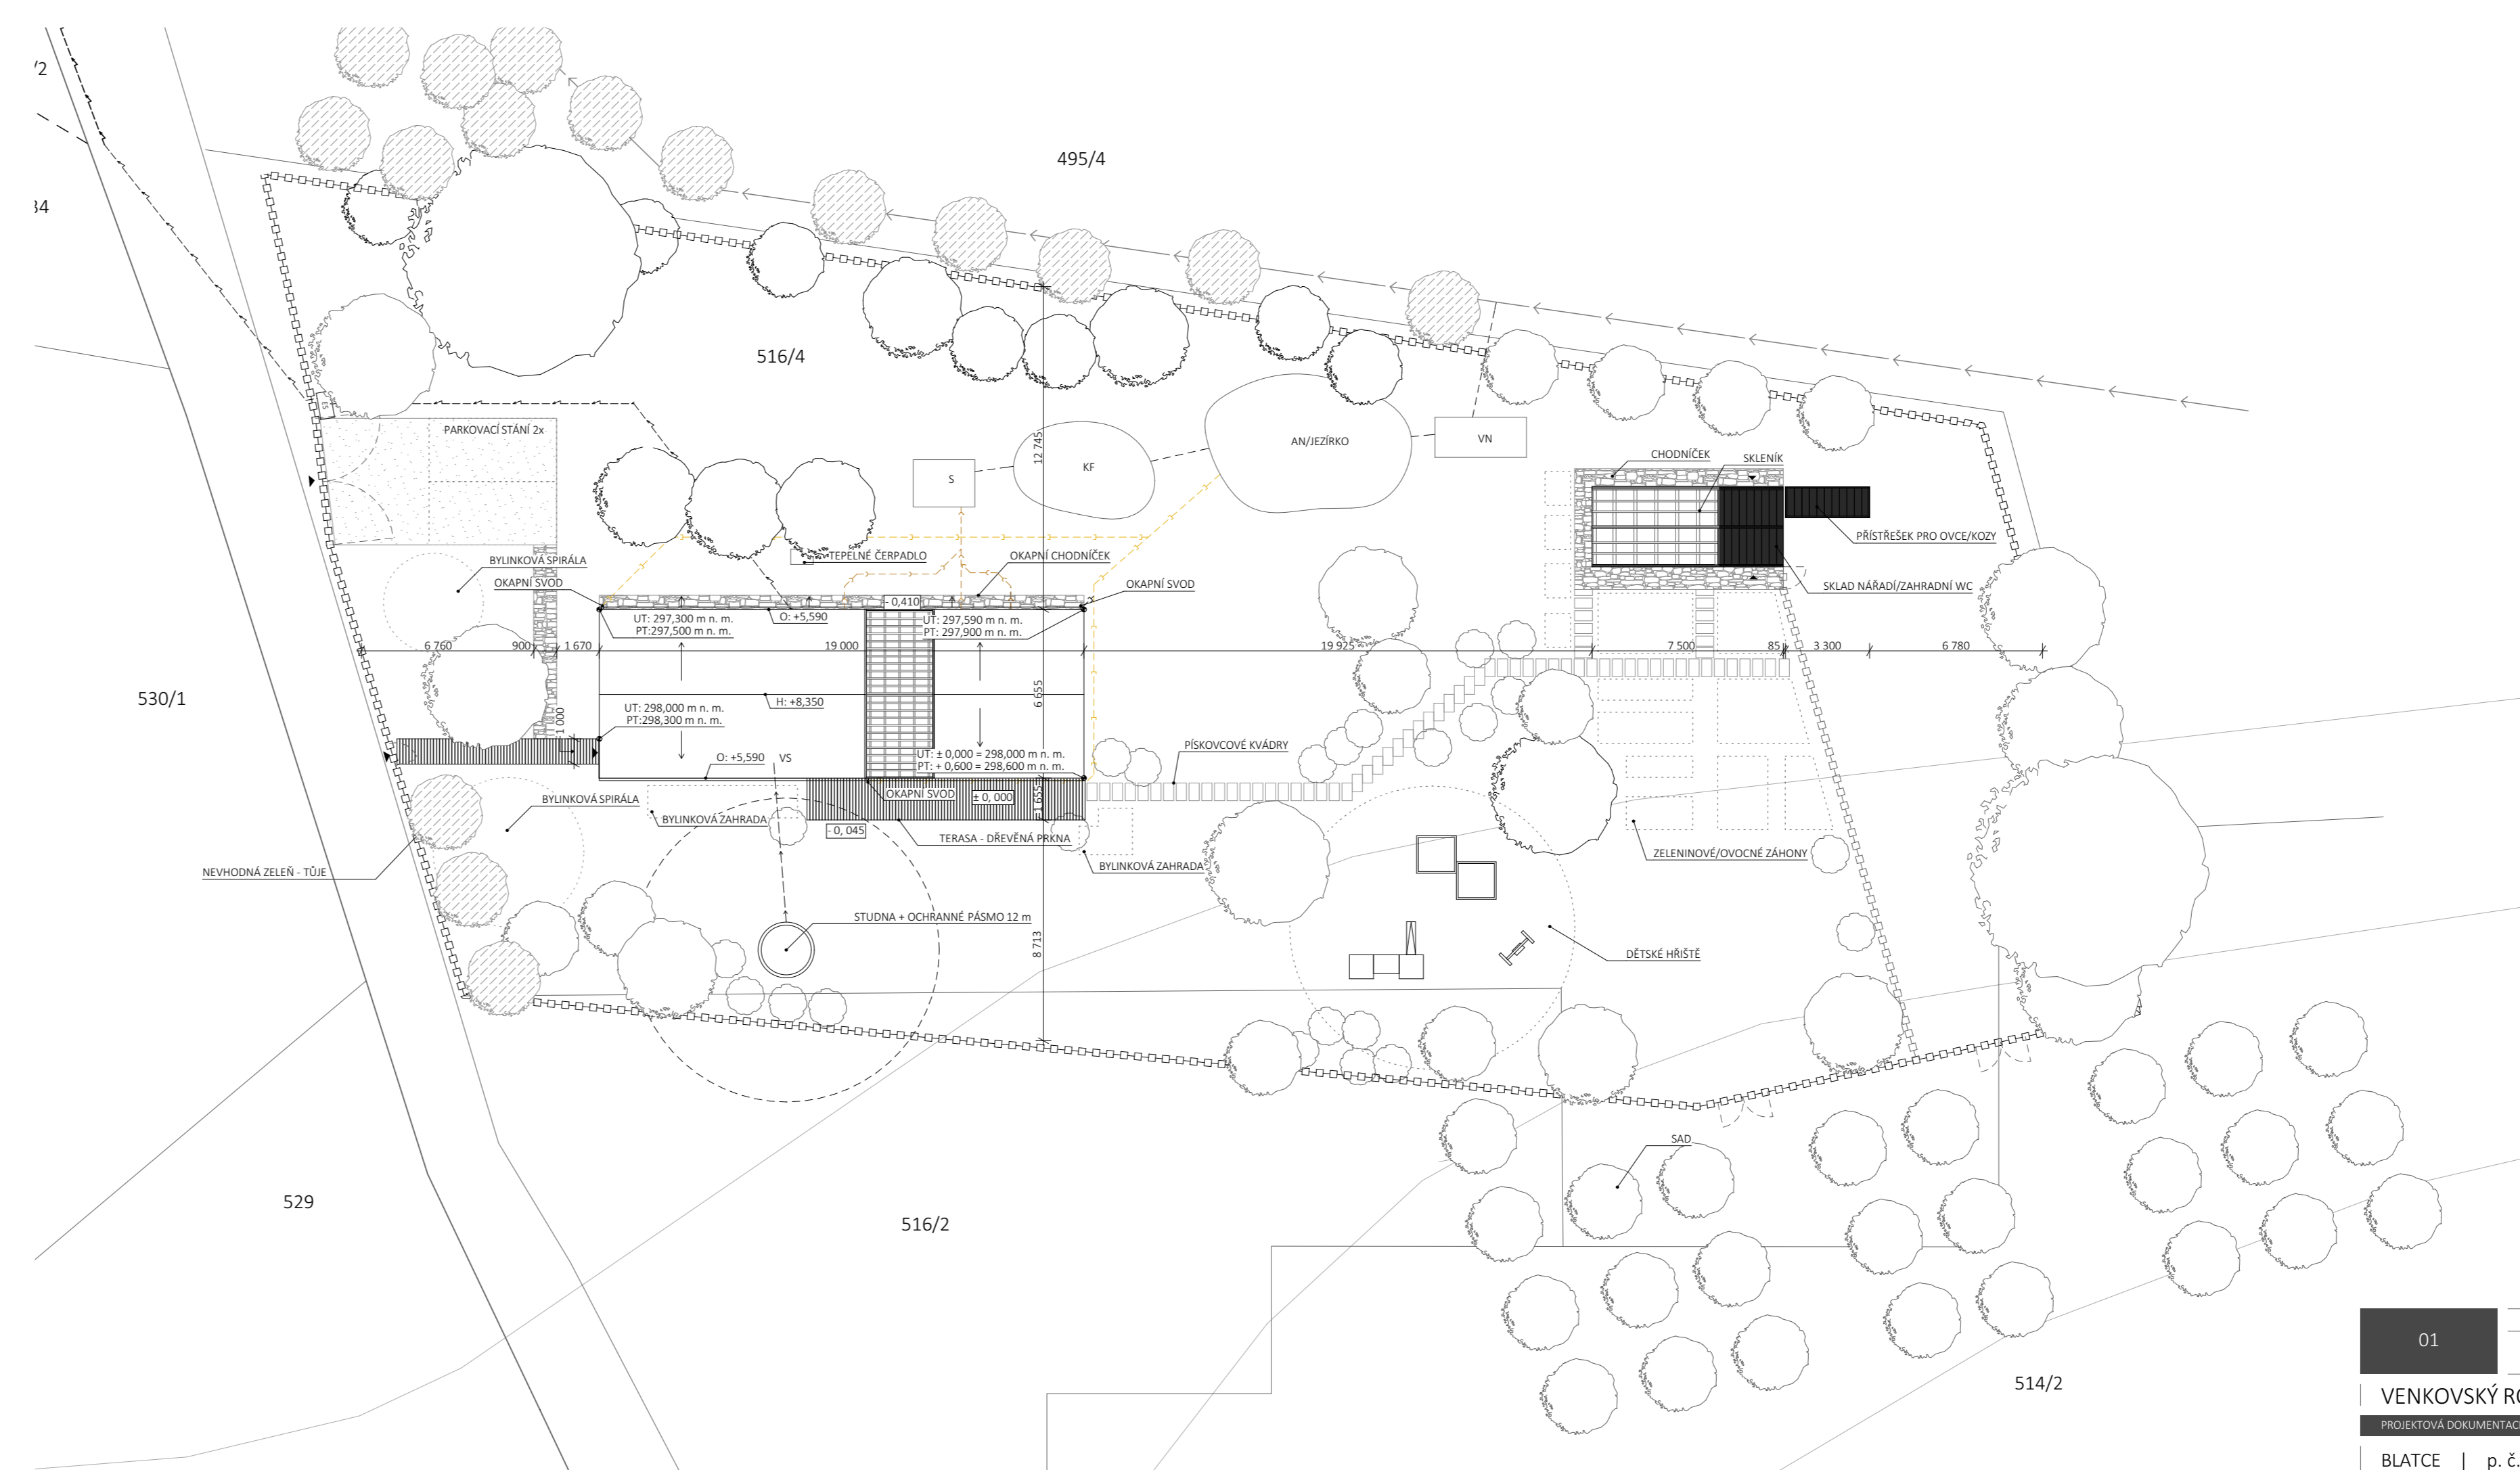 /2
495/4
34
516/4
PARKOVACÍ STÁNÍ 2x
ES
12 745
AN/JEZÍRKO
VN
KF
S
CHODNÍČEK
SKLENÍK
PŘÍSTŘEŠEK PRO OVCE/KOZY
TEPELNÉ ČERPADLO
OKAPNÍ CHODNÍČEK
BYLINKOVÁ SPIRÁLA
OKAPNÍ SVOD
OKAPNÍ SVOD
SKLAD NÁŘADÍ/ZAHRADNÍ WC
- 0,410
UT: 297,300 m n. m.
PT:297,500 m n. m.
O: +5,590
UT: 297,590 m n. m.
PT: 297,900 m n. m.
6 760
900
1 670
19 000
19 925
7 500
85
3 300
6 780
530/1
6 655
H: +8,350
UT: 298,000 m n. m.
PT:298,300 m n. m.
1 000
PÍSKOVCOVÉ KVÁDRY
O: +5,590
VS
UT: ± 0,000 = 298,000 m n. m.
PT: + 0,600 = 298,600 m n. m.
BYLINKOVÁ SPIRÁLA
OKAPNÍ SVOD
± 0, 000
1 655
BYLINKOVÁ ZAHRADA
- 0, 045
TERASA - DŘEVĚNÁ PRKNA
ZELENINOVÉ/OVOCNÉ ZÁHONY
BYLINKOVÁ ZAHRADA
NEVHODNÁ ZELEŇ - TŮJE
STUDNA + OCHRANNÉ PÁSMO 12 m
8 713
DĚTSKÉ HŘIŠTĚ
SAD
529
516/2
514/2
01
VENKOVSKÝ
PROJEKTOVÁ
BLATCE | p. č.